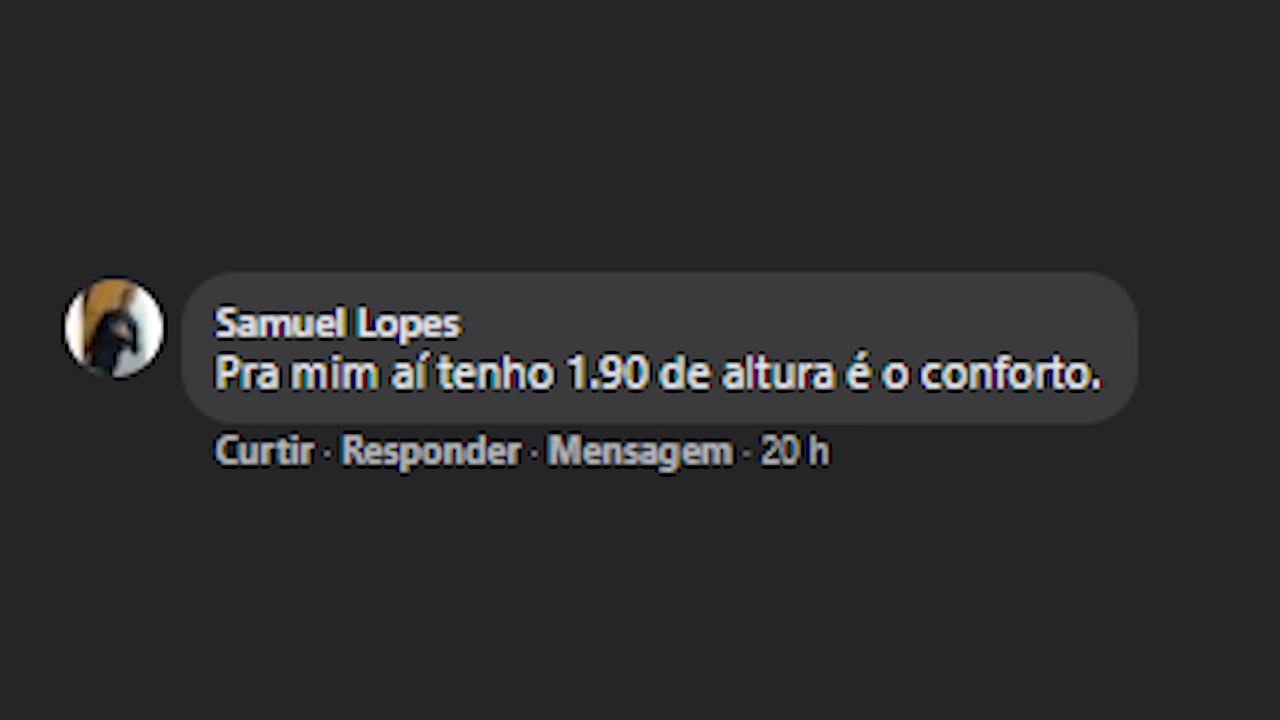 Samuel Lopes
Pra mim aí tenho 1.90 de altura é o conforto.
Curtir · Responder · Mensagem · 20 h